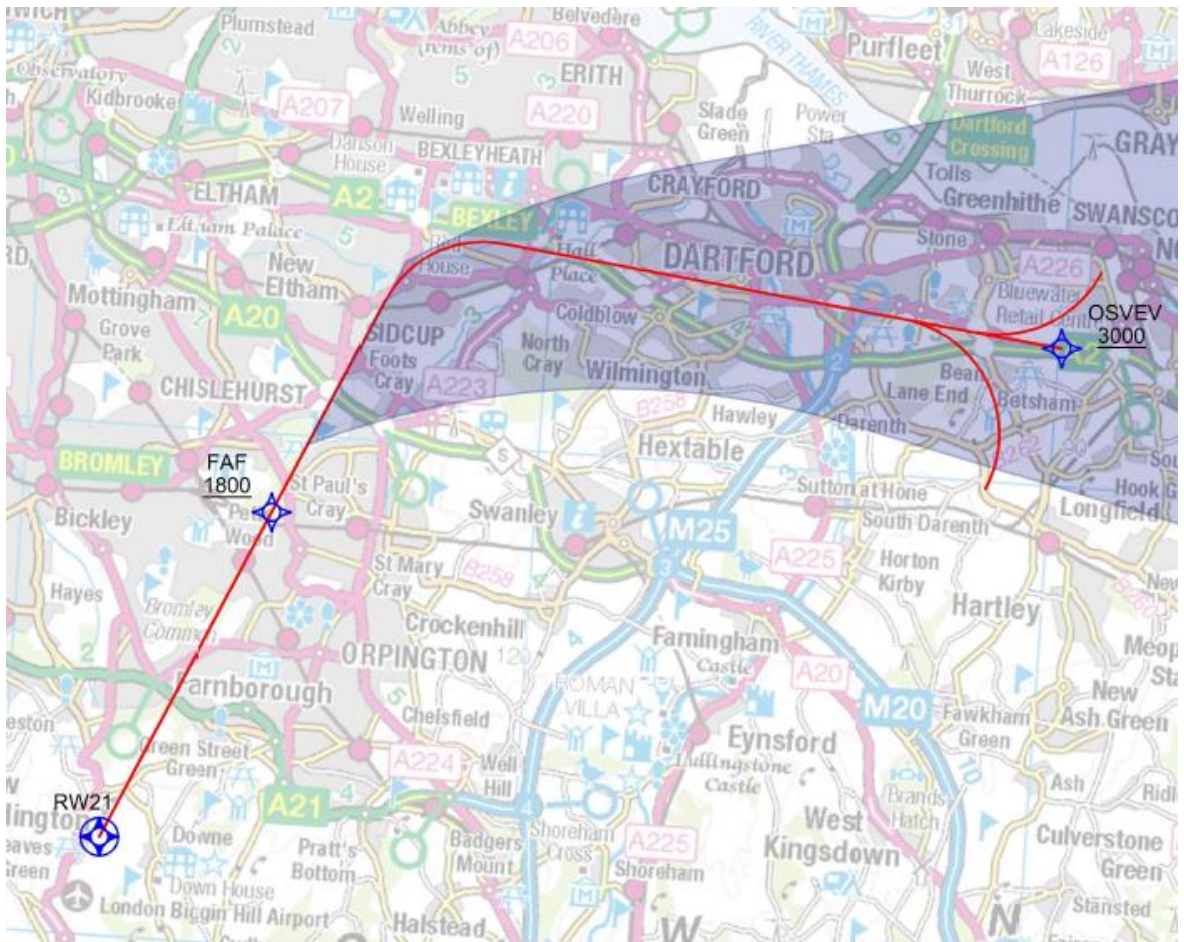 Plumstead
Abbey
(rems of)
A206
Belvedere
ERITH
RIVER THAMES
Purfleet
Lakeside
A126
West
Thurrock
Observatory
Kidbrooke
A207
Welling
A220
Slade
Green
Power
Sta
Dartford
Crossing
Danson
House
BEXLEYHEATH
ELTHAM
A2
BEXLEY
CRAYFORD
Tolls
Greenhithe
Eltham Palace
Hall
Place
DARTFORD
Stone
New
Eltham
A226
Bluewater
Mottingham
A20
Coldblow
OSVEV
3000
Grove
Park
SIDCUP
Foots
Cray
North
Cray
Wilmington
2
Bean
Lane End
Betsham
CHISLEHURST
A223
B258
Hawley
Darenth
Hextable
BROMLEY
FAF
1800
St Paul's
Cray
Sutton at Hone
Longfield
Bickley
Swanley
M25
South Darenth
St Mary
Cray
B258
3
A225
Horton
Kirby
Hayes
Bromley
Common
Crockenhill
Hartley
ORPINGTON
Farningham
Castle
A20
Farnborough
ROMAN
VILLA
M20
New
Ash Green
Chelsfield
Fawkham
Green
Green Street
Green
A224
Well
Hill
Eynsford
Lullingstone
Castle
Ash
RW21
A21
4
Brands
Hatch
Downe
Pratt's
Bottom
Badgers
Mount
Shoreham
Cross
A225
West
Kingsdown
Culverstone
Green
Down House
London Biggin Hill Airport
Halstead
Shoreham
Stansted